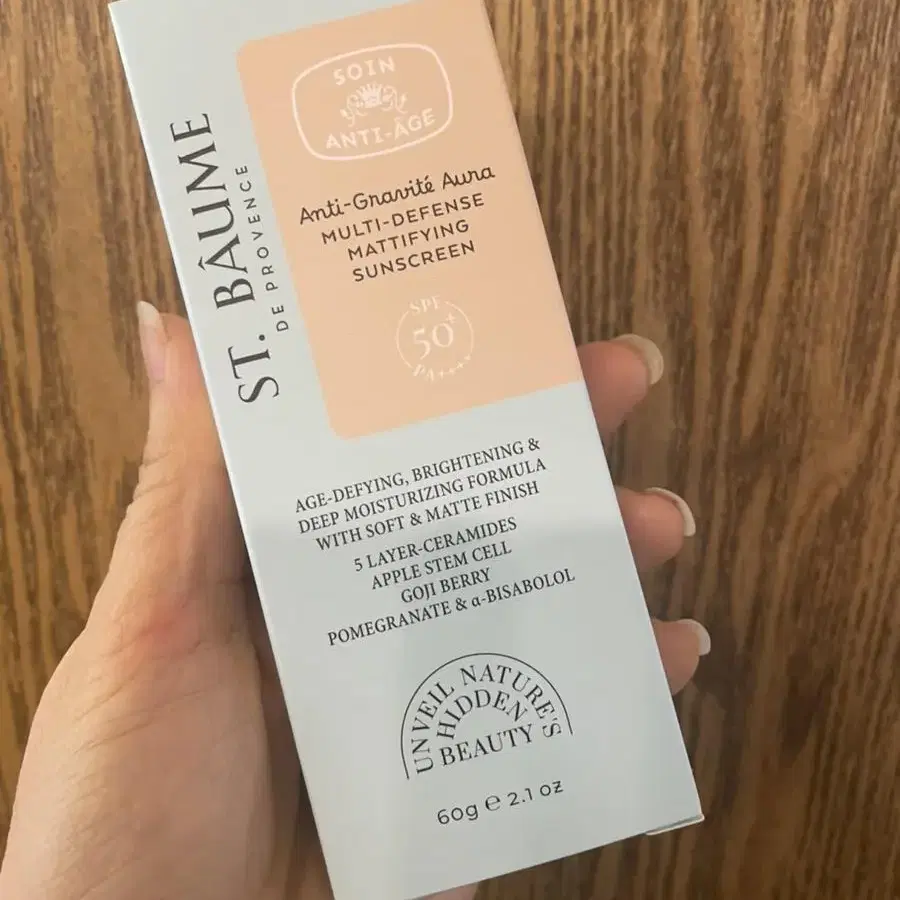 ST. BÂUME
DE PROVENCE
SOIN
ANTI-ÂGE
Anti-Gravité Aura
MULTI-DEFENSE
MATTIFYING
SUNSCREEN
SPF
50+
PA++++
AGE-DEFYING, BRIGHTENING &
DEEP MOISTURIZING FORMULA
WITH SOFT & MATTE FINISH
5 LAYER-CERAMIDES
APPLE STEM CELL
GOJI BERRY
POMEGRANATE & α-BISABOLOL
UNVEIL NATURE'S
HIDDEN
BEAUTY
60g e 2.1 oz